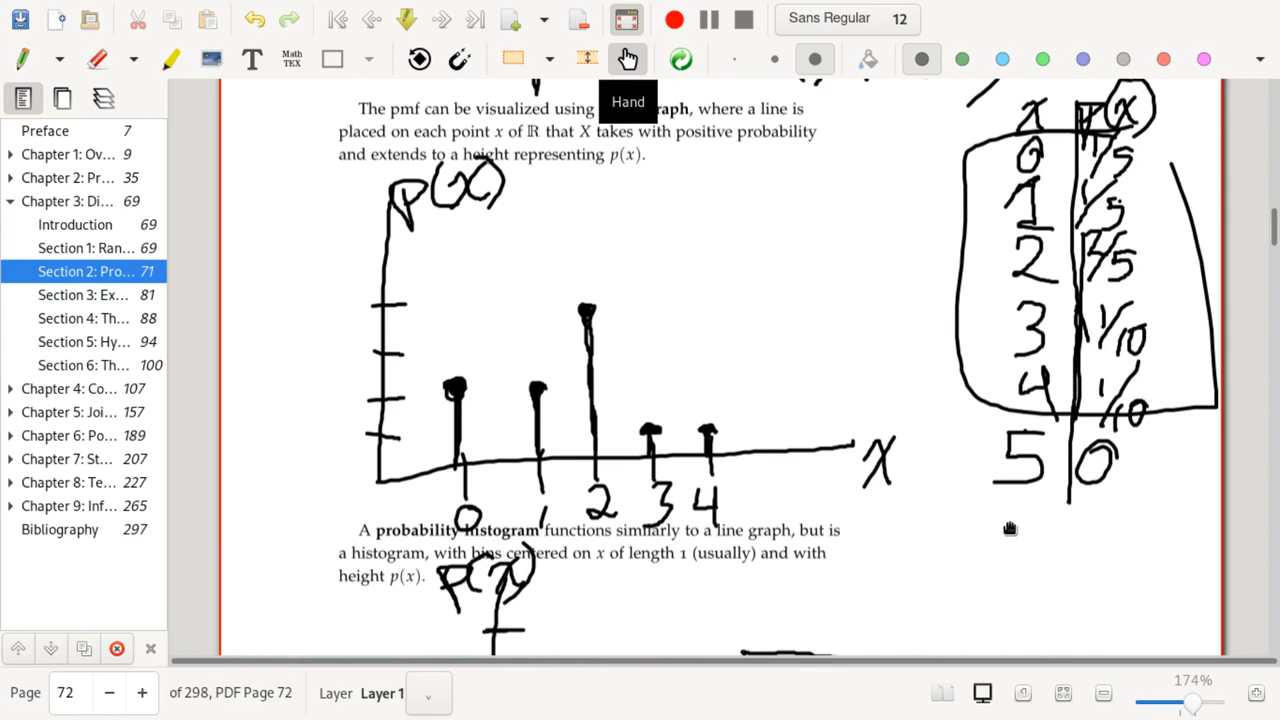 Sans Regular 12
T Math TEX
Hand
Preface 7
Chapter 1: Ov... 9
Chapter 2: Pr... 35
Chapter 3: Di... 69
Introduction 69
Section 1: Ran... 69
Section 2: Pro... 71
Section 3: Ex... 81
Section 4: Th... 88
Section 5: Hy... 94
Section 6: Th... 100
Chapter 4: Co... 107
Chapter 5: Joi... 157
Chapter 6: Po... 189
Chapter 7: St... 207
Chapter 8: Te... 227
Chapter 9: Inf... 265
Bibliography 297
The pmf can be visualized using raph, where a line is
placed on each point x of ℝ that X takes with positive probability
and extends to a height representing p(x).
p(x)
0 1 2 3 4
x
x p(x)
0 1/5
1 1/5
2 2/5
3 1/10
4 1/10
5 0
A probability histogram functions similarly to a line graph, but is
a histogram, with bins centered on x of length 1 (usually) and with
height p(x).
p(x)
Page 72 − + of 298, PDF Page 72 Layer Layer 1
174%